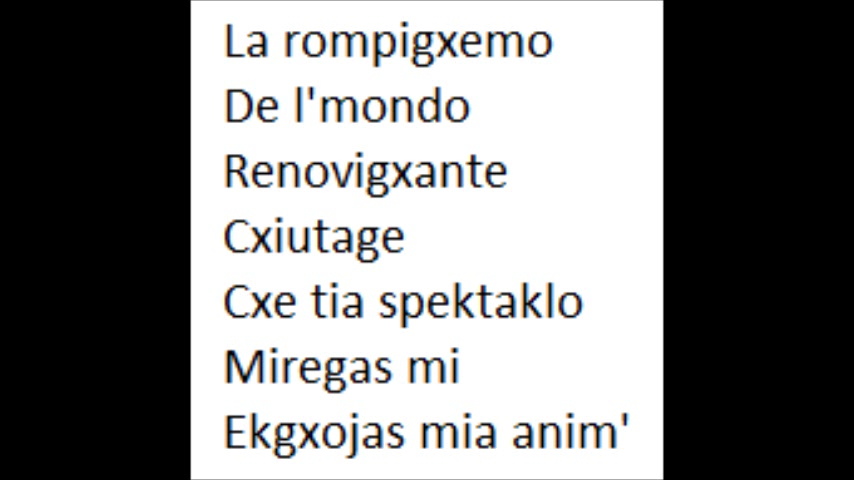 La rompigxemo
De l'mondo
Renovigxante
Cxiutage
Cxe tia spektaklo
Miregas mi
Ekgxojas mia anim'